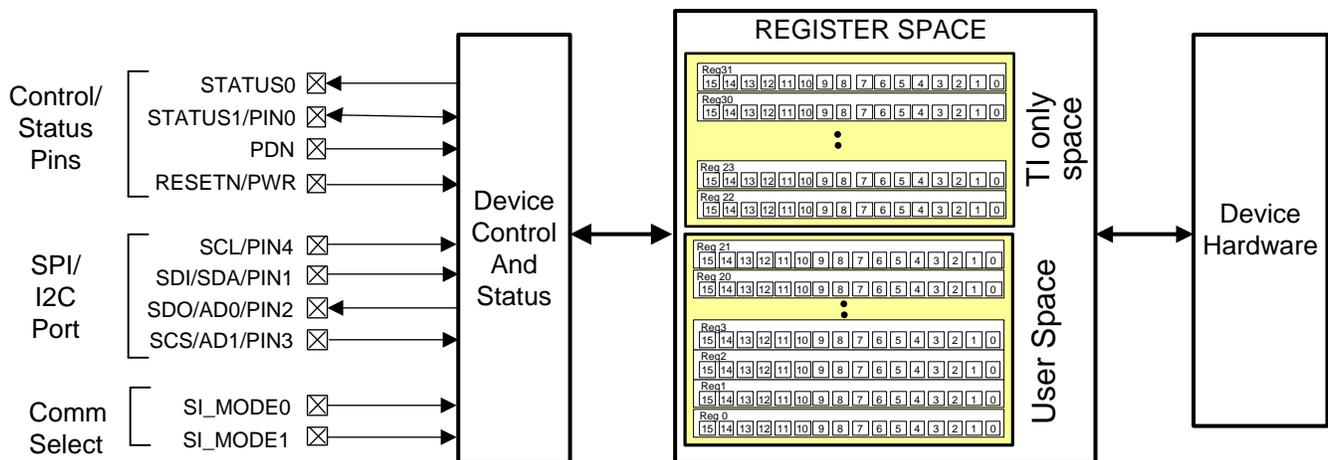 REGISTER SPACE
Control/
Status
Pins
STATUS0
STATUS1/PIN0
PDN
RESETN/PWR
SPI/
I2C
Port
SCL/PIN4
SDI/SDA/PIN1
SDO/AD0/PIN2
SCS/AD1/PIN3
Comm
Select
SI_MODE0
SI_MODE1
Device
Control
And
Status
Reg31
15 14 13 12 11 10 9 8 7 6 5 4 3 2 1 0
Reg30
15 14 13 12 11 10 9 8 7 6 5 4 3 2 1 0
Reg 23
15 14 13 12 11 10 9 8 7 6 5 4 3 2 1 0
Reg 22
15 14 13 12 11 10 9 8 7 6 5 4 3 2 1 0
TI only
space
Reg 21
15 14 13 12 11 10 9 8 7 6 5 4 3 2 1 0
Reg 20
15 14 13 12 11 10 9 8 7 6 5 4 3 2 1 0
Reg3
15 14 13 12 11 10 9 8 7 6 5 4 3 2 1 0
Reg2
15 14 13 12 11 10 9 8 7 6 5 4 3 2 1 0
Reg1
15 14 13 12 11 10 9 8 7 6 5 4 3 2 1 0
Reg 0
15 14 13 12 11 10 9 8 7 6 5 4 3 2 1 0
User Space
Device
Hardware